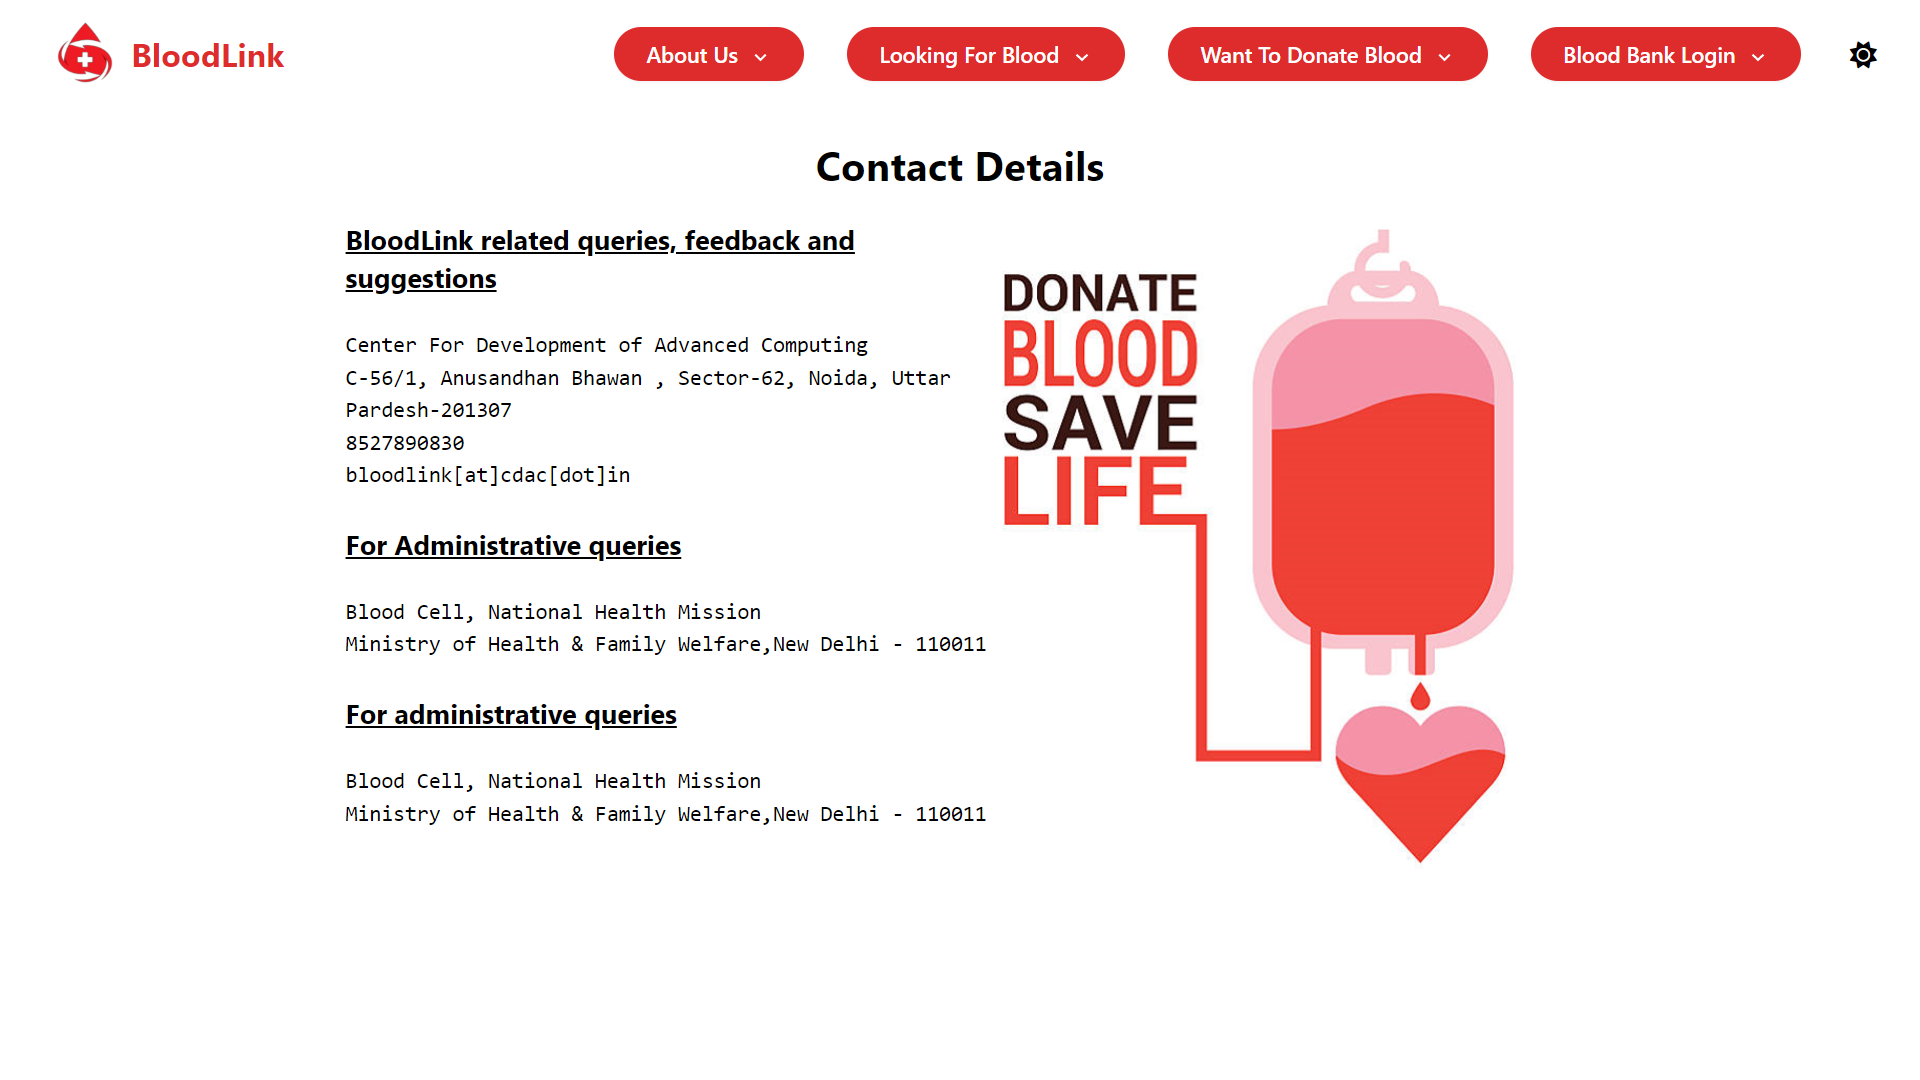 BloodLink
About Us
Looking For Blood
Want To Donate Blood
Blood Bank Login
Contact Details
BloodLink related queries, feedback and
suggestions
Center For Development of Advanced Computing
C-56/1, Anusandhan Bhawan , Sector-62, Noida, Uttar
Pardesh-201307
8527890830
bloodlink[at]cdac[dot]in
For Administrative queries
Blood Cell, National Health Mission
Ministry of Health & Family Welfare,New Delhi - 110011
For administrative queries
Blood Cell, National Health Mission
Ministry of Health & Family Welfare,New Delhi - 110011
DONATE
BLOOD
SAVE
LIFE